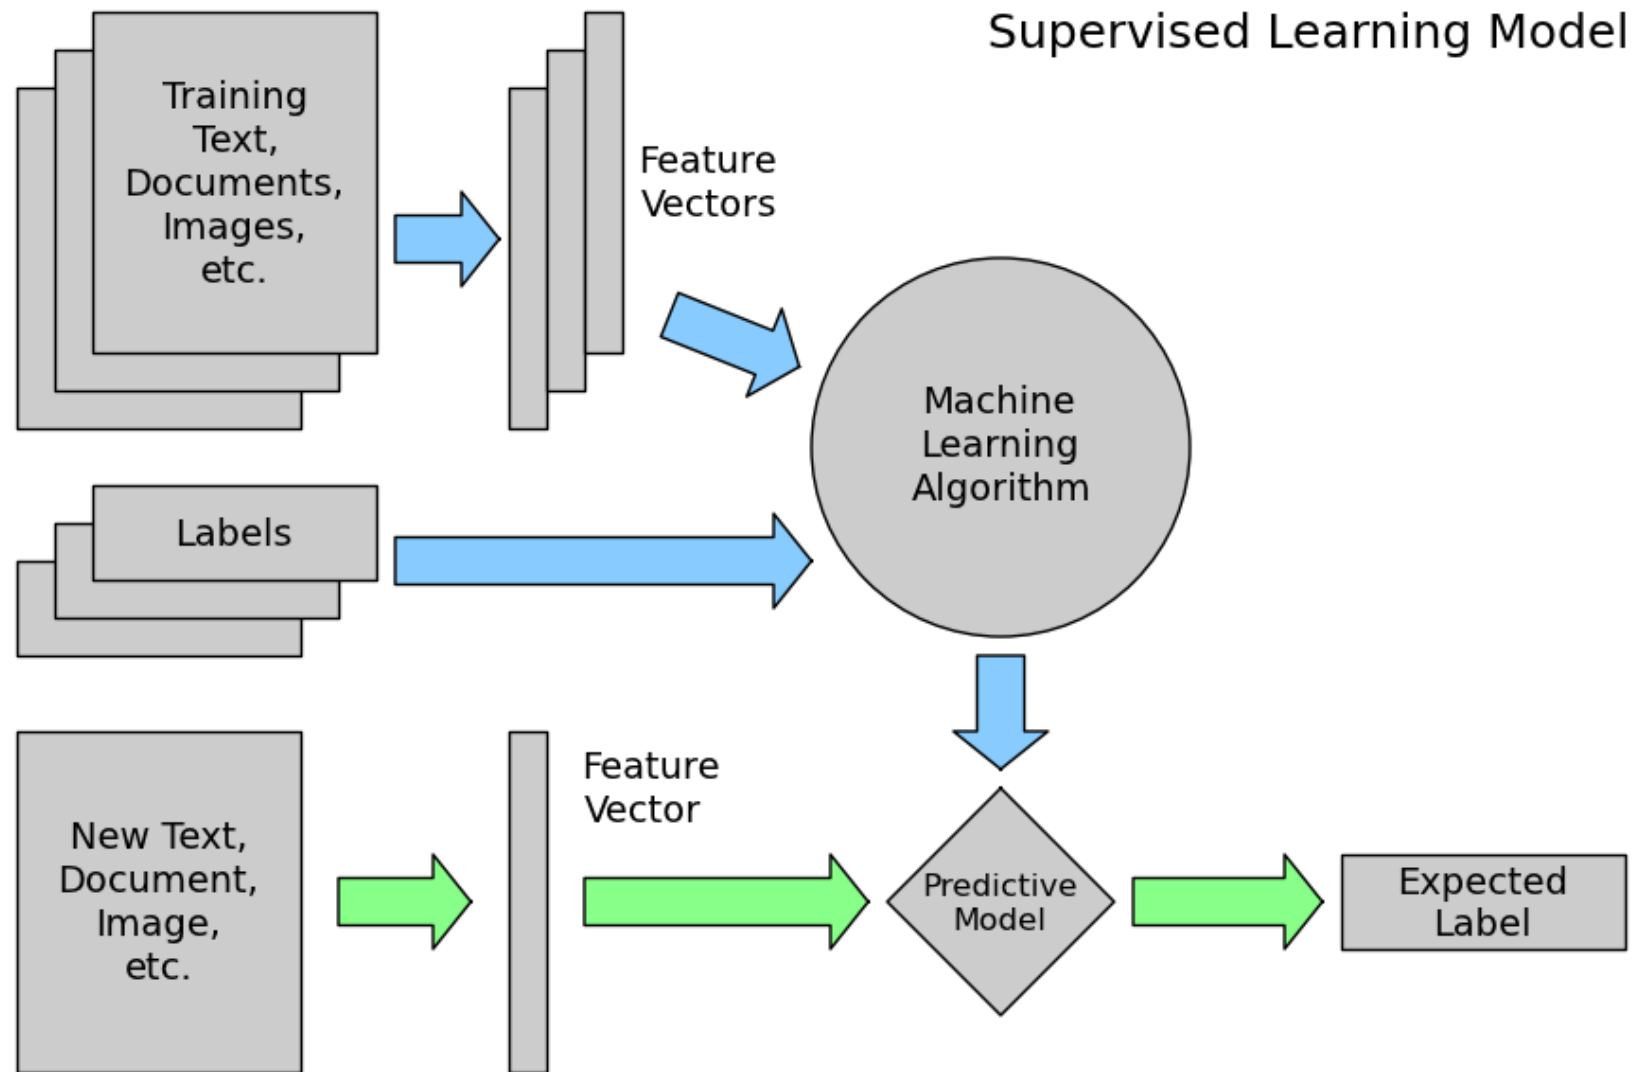 Supervised Learning Model
Training
Text,
Documents,
Images,
etc.
Feature
Vectors
Machine
Learning
Algorithm
Labels
Feature
Vector
New Text,
Document,
Image,
etc.
Predictive
Model
Expected
Label